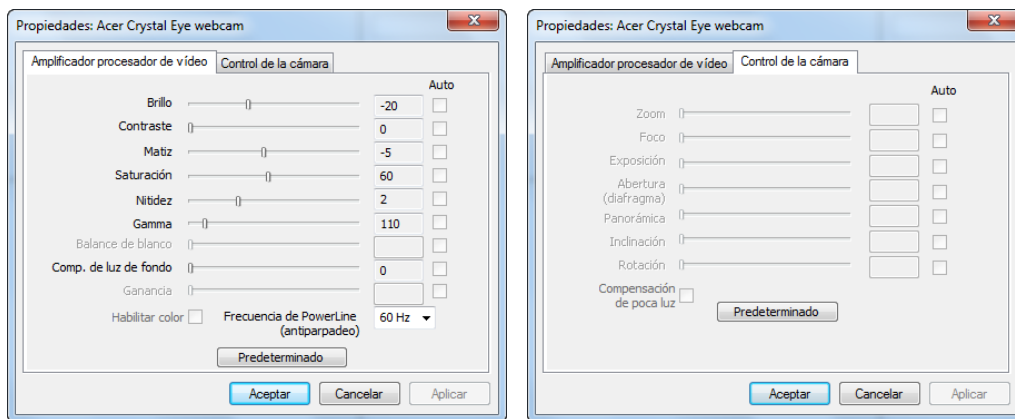 Propiedades: Acer Crystal Eye webcam
Amplificador procesador de vídeo Control de la cámara
Auto
Brillo -20
Contraste 0
Matiz -5
Saturación 60
Nitidez 2
Gamma 110
Balance de blanco
Comp. de luz de fondo 0
Ganancia
Habilitar color Frecuencia de PowerLine 60 Hz
(antiparpadeo)
Predeterminado
Aceptar Cancelar Aplicar
Propiedades: Acer Crystal Eye webcam
Amplificador procesador de vídeo Control de la cámara
Auto
Zoom
Foco
Exposición
Abertura
(diafragma)
Panorámica
Inclinación
Rotación
Compensación
de poca luz
Predeterminado
Aceptar Cancelar Aplicar